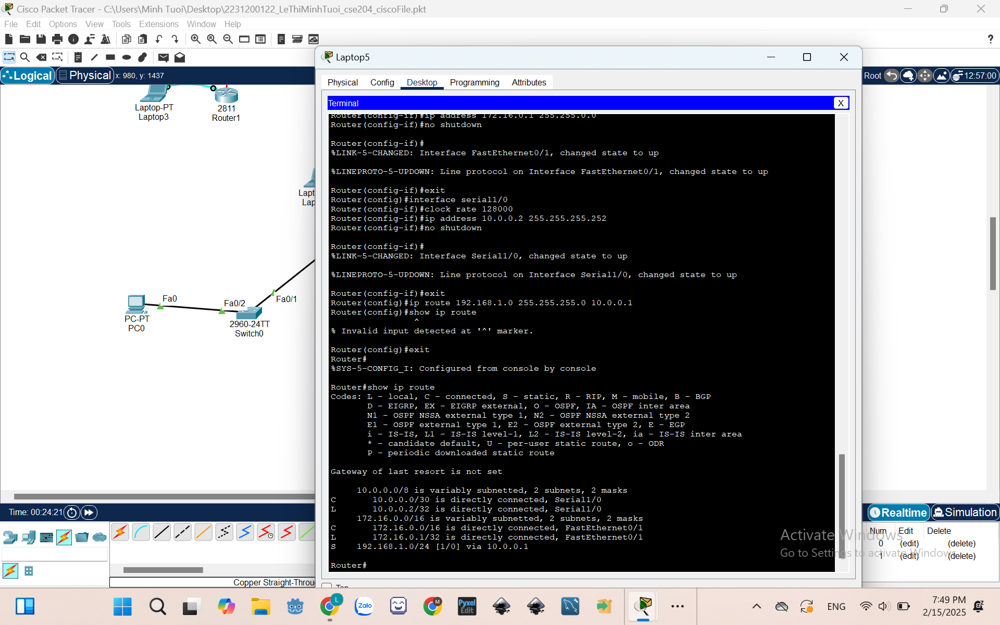 Cisco Packet Tracer - C:\Users\Minh Tuoi\Desktop\2231200122_LeThiMinhTuoi_cse204_ciscoFile.pkt
File Edit Options View Tools Extensions Window Help
?
Logical Physical x: 980, y: 1437
Root 12:57:00
Laptop-PT
Laptop3
2811
Router1
Lapt
Lap
Fa0
Fa0/2
Fa0/1
PC-PT
PC0
2960-24TT
Switch0
Laptop5
Physical Config Desktop Programming Attributes
Terminal X
Router(config-if)#ip address 172.16.0.1 255.255.0.0
Router(config-if)#no shutdown
Router(config-if)#
%LINK-5-CHANGED: Interface FastEthernet0/1, changed state to up
%LINEPROTO-5-UPDOWN: Line protocol on Interface FastEthernet0/1, changed state to up
Router(config-if)#exit
Router(config)#interface serial1/0
Router(config-if)#clock rate 128000
Router(config-if)#ip address 10.0.0.2 255.255.255.252
Router(config-if)#no shutdown
Router(config-if)#
%LINK-5-CHANGED: Interface Serial1/0, changed state to up
%LINEPROTO-5-UPDOWN: Line protocol on Interface Serial1/0, changed state to up
Router(config-if)#exit
Router(config)#ip route 192.168.1.0 255.255.255.0 10.0.0.1
Router(config)#show ip route
^
% Invalid input detected at '^' marker.
Router(config)#exit
Router#
%SYS-5-CONFIG_I: Configured from console by console
Router#show ip route
Codes: L - local, C - connected, S - static, R - RIP, M - mobile, B - BGP
D - EIGRP, EX - EIGRP external, O - OSPF, IA - OSPF inter area
N1 - OSPF NSSA external type 1, N2 - OSPF NSSA external type 2
E1 - OSPF external type 1, E2 - OSPF external type 2, E - EGP
i - IS-IS, L1 - IS-IS level-1, L2 - IS-IS level-2, ia - IS-IS inter area
* - candidate default, U - per-user static route, o - ODR
P - periodic downloaded static route
Gateway of last resort is not set
10.0.0.0/8 is variably subnetted, 2 subnets, 2 masks
C 10.0.0.0/30 is directly connected, Serial1/0
L 10.0.0.2/32 is directly connected, Serial1/0
172.16.0.0/16 is variably subnetted, 2 subnets, 2 masks
C 172.16.0.0/16 is directly connected, FastEthernet0/1
L 172.16.0.1/32 is directly connected, FastEthernet0/1
S 192.168.1.0/24 [1/0] via 10.0.0.1
Router#
Time: 00:24:21
Realtime Simulation
Num Edit Delete
0 (edit) (delete)
1 (edit) (delete)
Activate Windows
Go to Settings to activate Windows.
Copper Straight-Throu
Top
L
Zalo
M
Pyxel
Edit
ENG
7:49 PM
2/15/2025